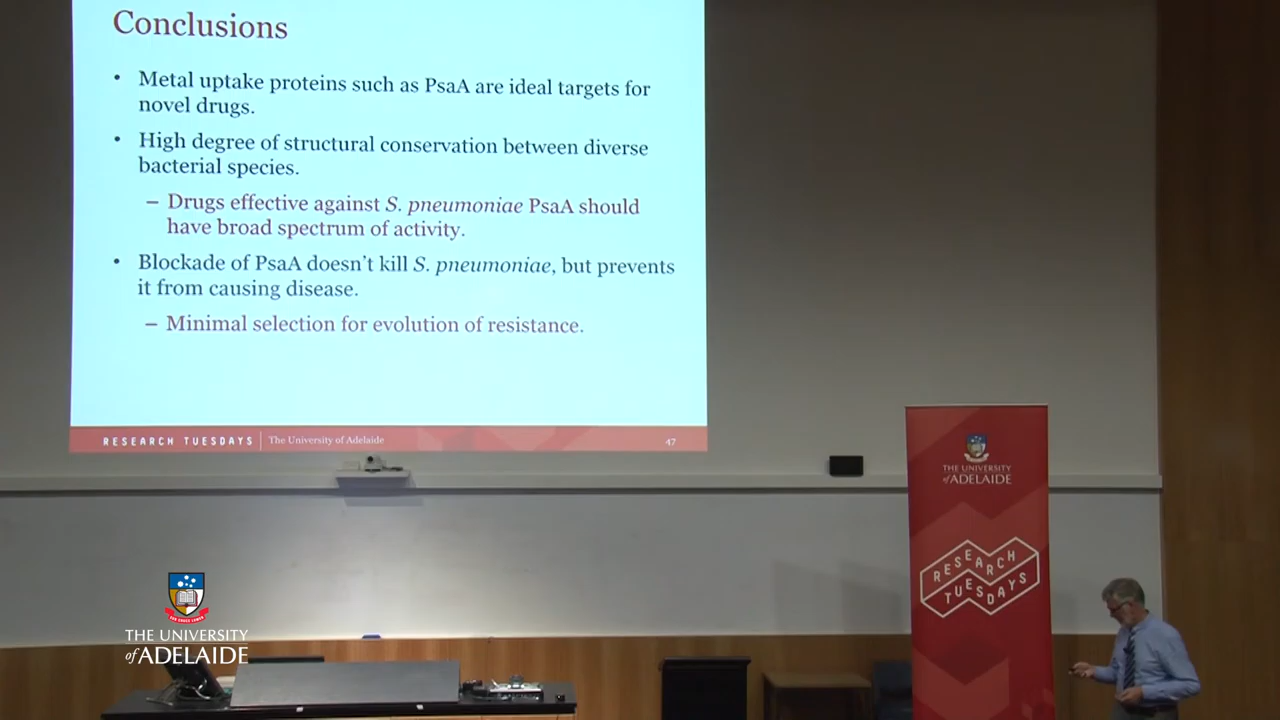 Conclusions
• Metal uptake proteins such as PsaA are ideal targets for
novel drugs.
• High degree of structural conservation between diverse
bacterial species.
– Drugs effective against S. pneumoniae PsaA should
have broad spectrum of activity.
• Blockade of PsaA doesn't kill S. pneumoniae, but prevents
it from causing disease.
– Minimal selection for evolution of resistance.
RESEARCH TUESDAYS
The University of Adelaide
47
THE UNIVERSITY
of ADELAIDE
RESEARCH
TUESDAYS
THE UNIVERSITY
of ADELAIDE